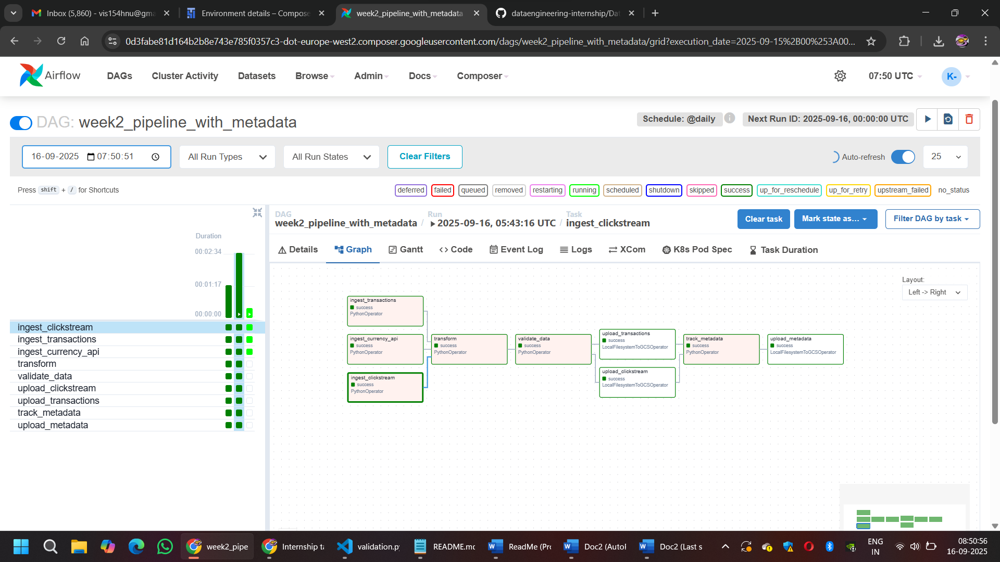 Inbox (5,860) - vis154hnu@gma
Environment details – Compose
week2_pipeline_with_metadata
dataengineering-internship/Dat
0d3fabe81d164b2b8e743e785f0357c3-dot-europe-west2.composer.googleusercontent.com/dags/week2_pipeline_with_metadata/grid?execution_date=2025-09-15%2B00%253A00...
Airflow
DAGs
Cluster Activity
Datasets
Browse
Admin
Docs
Composer
07:50 UTC
K-
DAG: week2_pipeline_with_metadata
Schedule: @daily
Next Run ID: 2025-09-16, 00:00:00 UTC
16-09-2025 07:50:51
All Run Types
All Run States
Clear Filters
Auto-refresh
25
Press shift + / for Shortcuts
deferred failed queued removed restarting running scheduled shutdown skipped success up_for_reschedule up_for_retry upstream_failed no_status
Duration
00:02:34
00:01:17
00:00:00
ingest_clickstream
ingest_transactions
ingest_currency_api
transform
validate_data
upload_clickstream
upload_transactions
track_metadata
upload_metadata
DAG
week2_pipeline_with_metadata /
Run
2025-09-16, 05:43:16 UTC /
Task
ingest_clickstream
Clear task
Mark state as...
Filter DAG by task
Details
Graph
Gantt
Code
Event Log
Logs
XCom
K8s Pod Spec
Task Duration
Layout:
Left -> Right
ingest_transactions
success
PythonOperator
ingest_currency_api
success
PythonOperator
ingest_clickstream
success
PythonOperator
transform
success
PythonOperator
validate_data
success
PythonOperator
upload_transactions
success
LocalFilesystemToGCSOperator
upload_clickstream
success
LocalFilesystemToGCSOperator
track_metadata
success
PythonOperator
upload_metadata
success
LocalFilesystemToGCSOperator
week2_pipe
Internship ta
validation.py
README.mc
ReadMe (Pro
Doc2 (AutoR
Doc2 (Last s
ENG
IN
08:50:56
16-09-2025